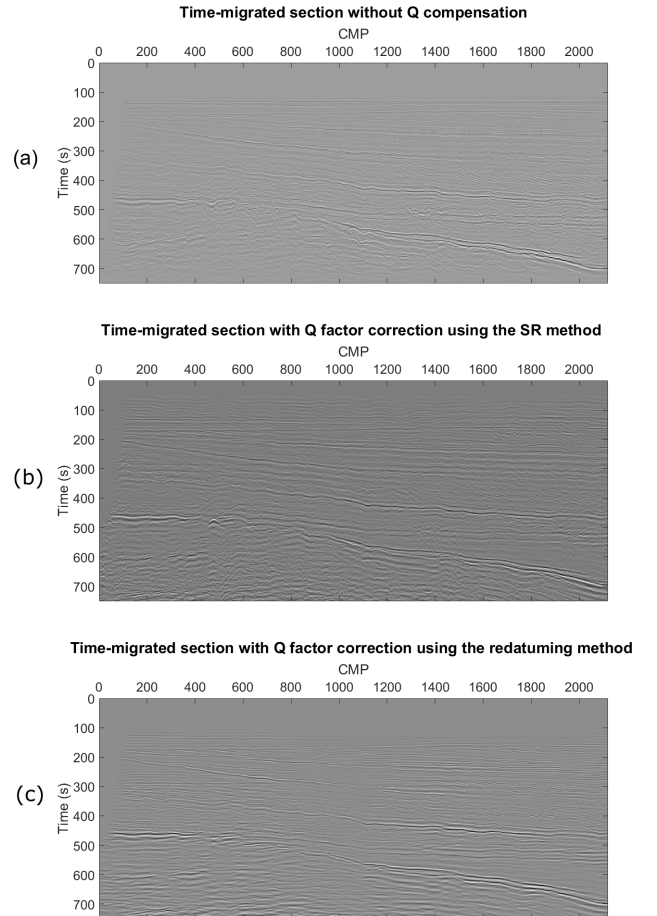 Time-migrated section without Q compensation
CMP
0 200 400 600 800 1000 1200 1400 1600 1800 2000
0
100
200
300
400
500
600
700
Time (s)
(a)
Time-migrated section with Q factor correction using the SR method
CMP
0 200 400 600 800 1000 1200 1400 1600 1800 2000
0
100
200
300
400
500
600
700
Time (s)
(b)
Time-migrated section with Q factor correction using the redatuming method
CMP
0 200 400 600 800 1000 1200 1400 1600 1800 2000
0
100
200
300
400
500
600
700
Time (s)
(c)